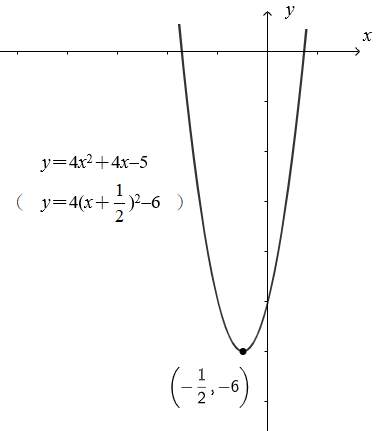 y
x
y=4x²+4x–5
( y=4(x+1/2)²–6 )
(−1/2,−6)